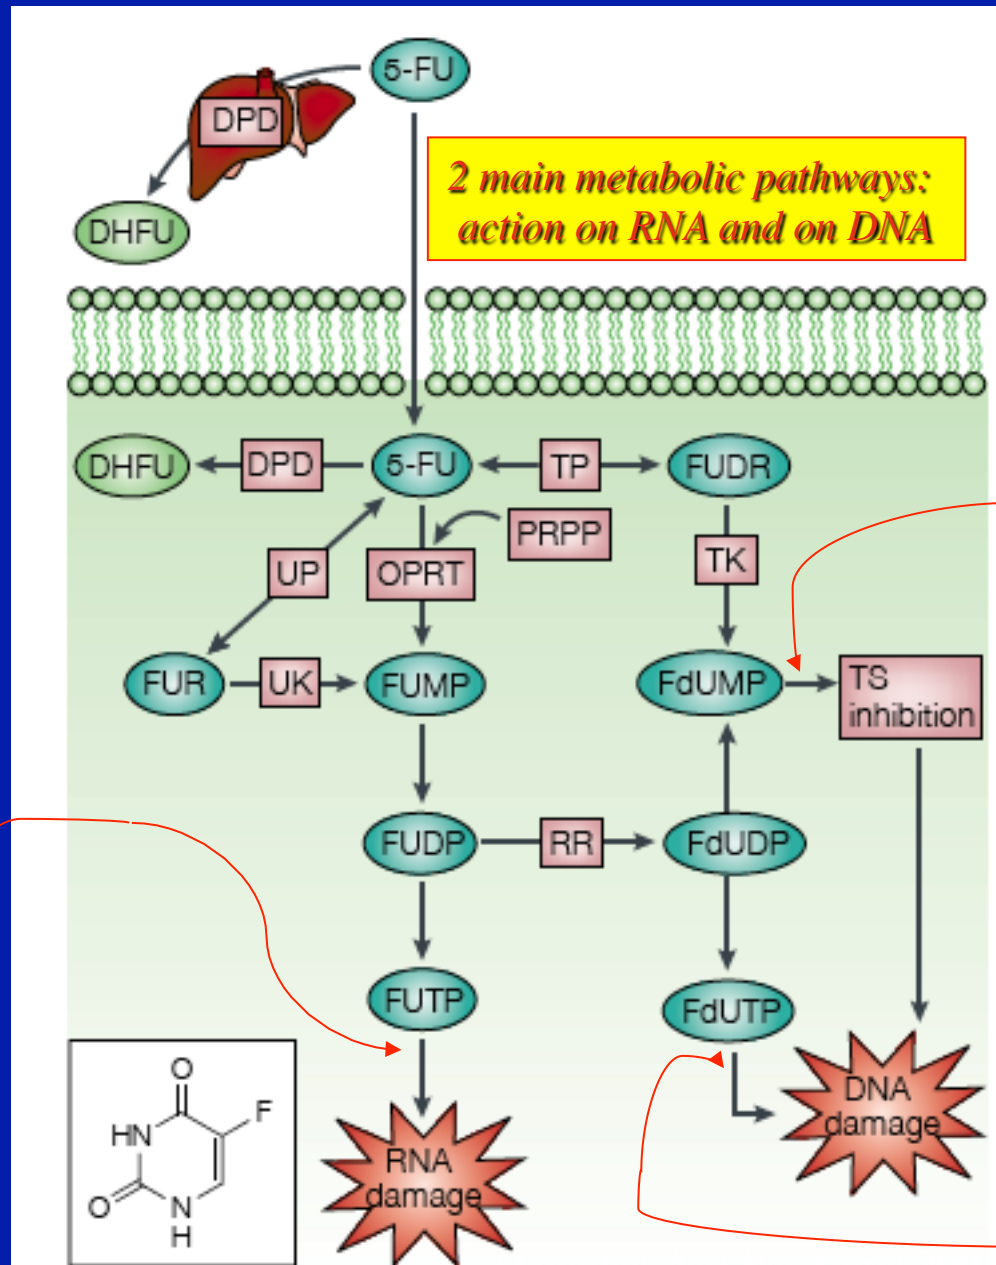 5-FU
DPD
2 main metabolic pathways:
action on RNA and on DNA
DHFU
DHFU
DPD
5-FU
TP
FUDR
PRPP
UP
OPRT
TK
FUR
UK
FUMP
FdUMP
TS
inhibition
FUDP
RR
FdUDP
FUTP
FdUTP
O
F
HN
O
N
H
RNA
damage
DNA
damage